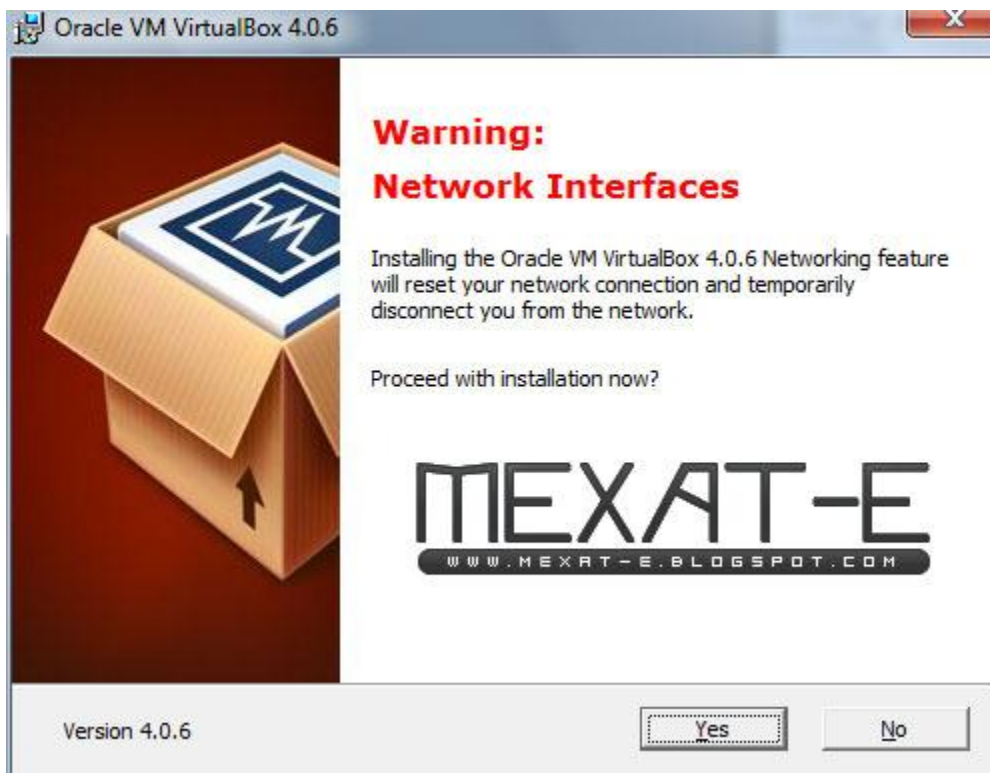 Oracle VM VirtualBox 4.0.6
Warning:
Network Interfaces
Installing the Oracle VM VirtualBox 4.0.6 Networking feature
will reset your network connection and temporarily
disconnect you from the network.
Proceed with installation now?
MEXAT-E
WWW.MEXAT-E.BLOGSPOT.COM
Version 4.0.6
Yes
No